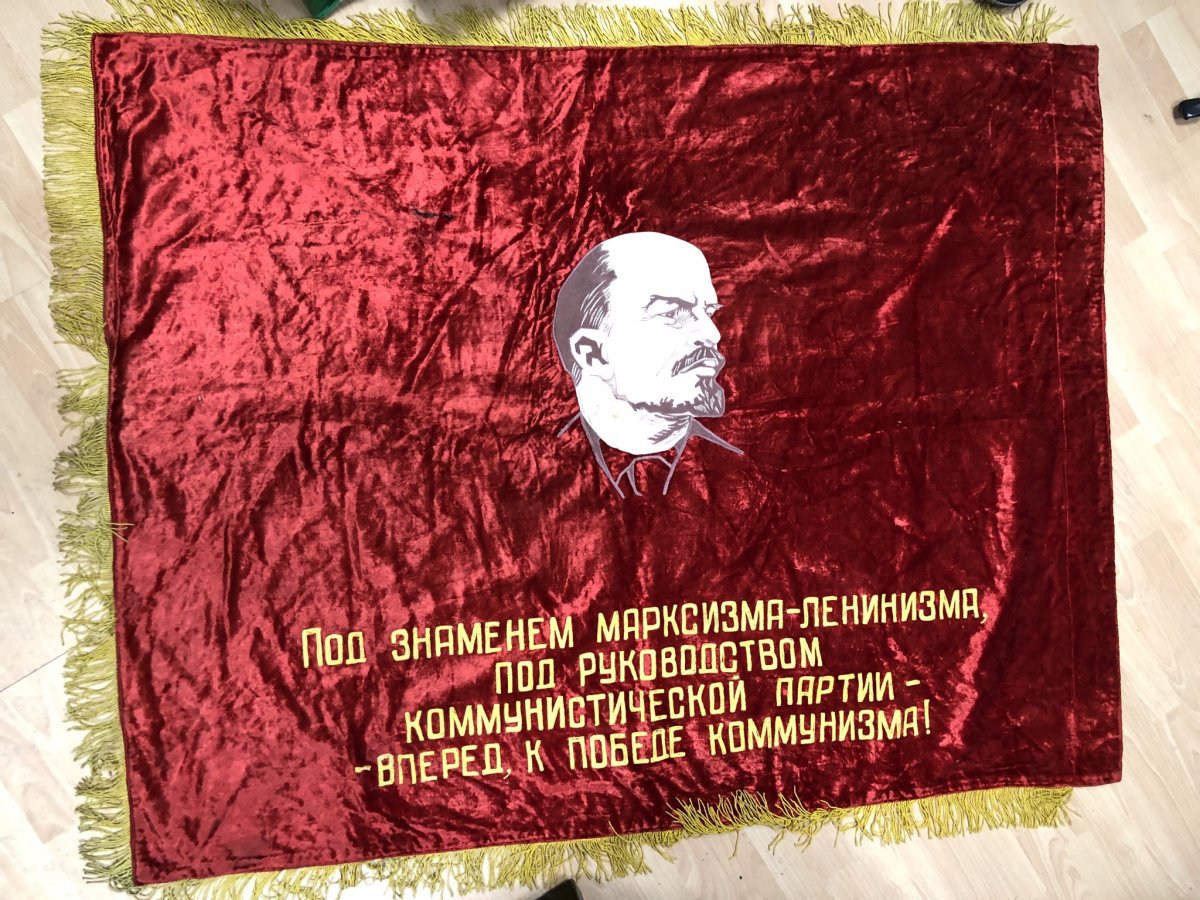 Под знаменем марксизма-ленинизма,
под руководством
коммунистической партии -
- вперед, к победе коммунизма!